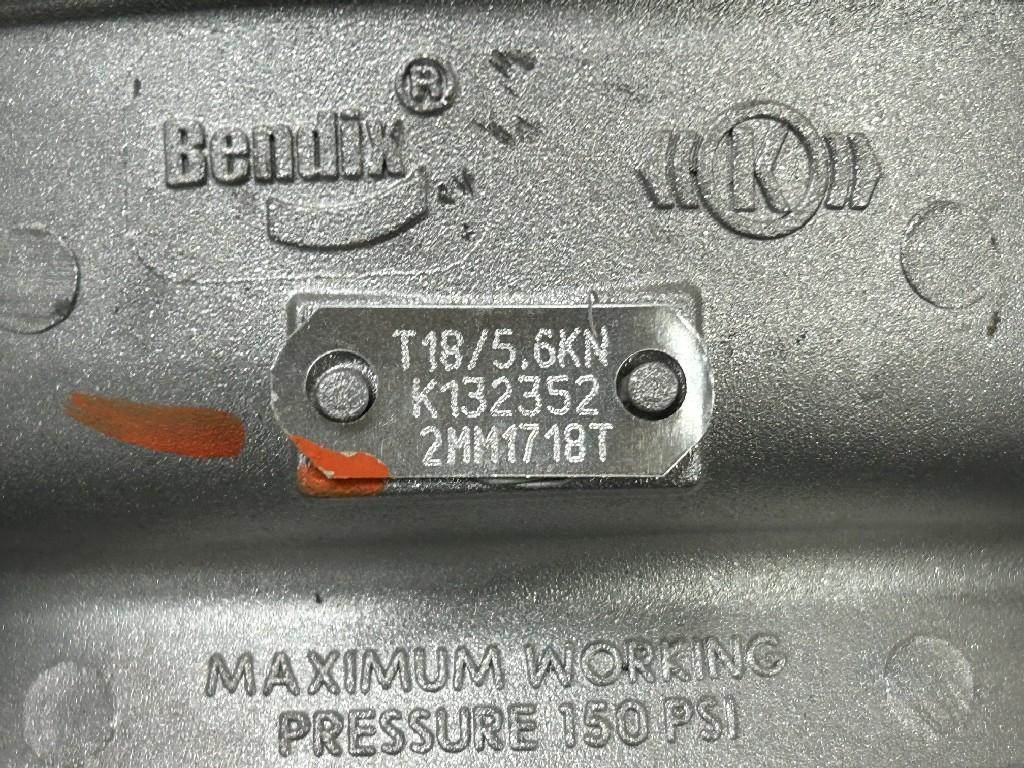 Bendix®
«K»
T18/5.6KN
K132352
2MM1718T
MAXIMUM WORKING
PRESSURE 150 PSI